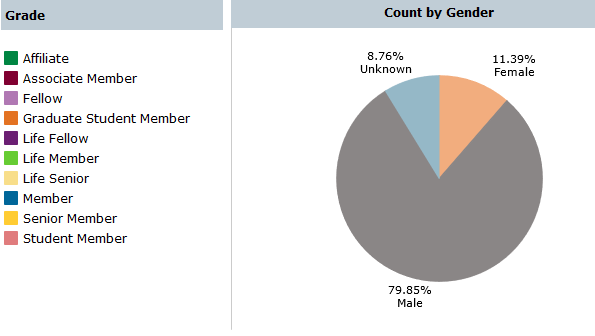 Grade
Affiliate
Associate Member
Fellow
Graduate Student Member
Life Fellow
Life Member
Life Senior
Member
Senior Member
Student Member
Count by Gender
8.76%
Unknown
11.39%
Female
79.85%
Male